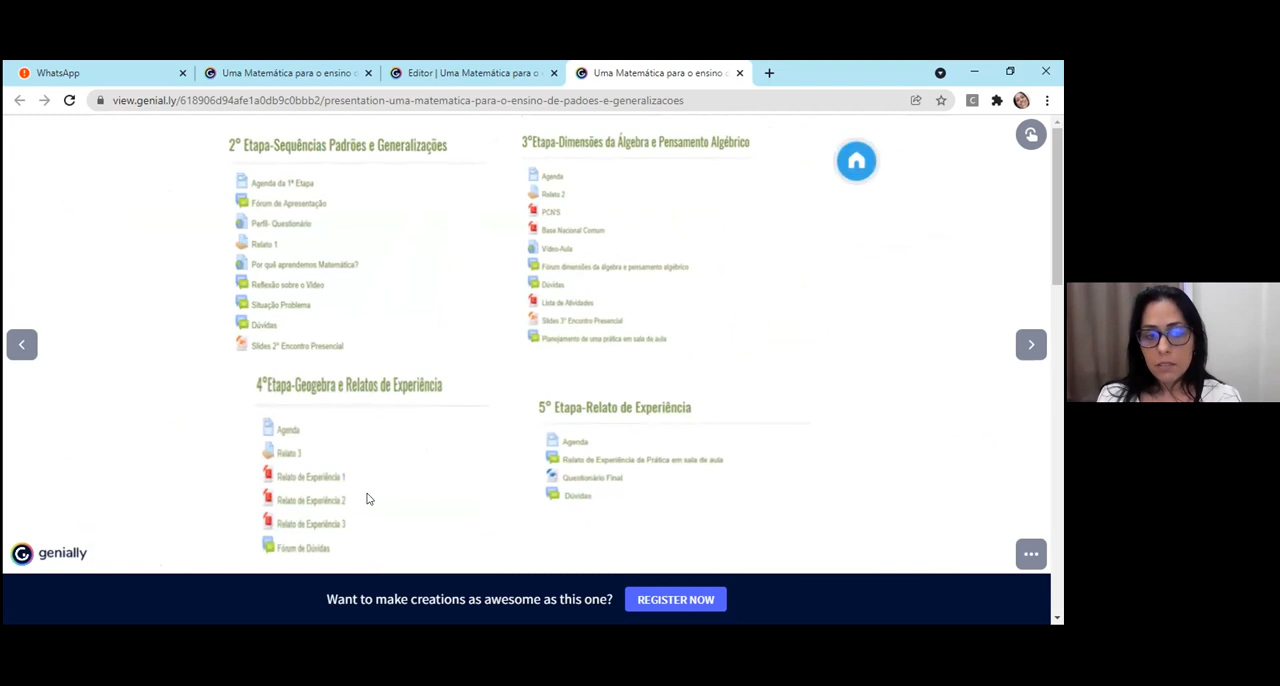 WhatsApp
Uma Matemática para o ensino d
Editor | Uma Matemática para o
Uma Matemática para o ensino d
view.genial.ly/618906d94afe1a0db9c0bbb2/presentation-uma-matematica-para-o-ensino-de-padoes-e-generalizacoes
2° Etapa-Sequências Padrões e Generalizações
Agenda da 1ª Etapa
Fórum de Apresentação
Perfil- Questionário
Relato 1
Por quê aprendemos Matemática?
Reflexão sobre o Vídeo
Situação Problema
Dúvidas
Slides 2° Encontro Presencial
3°Etapa-Dimensões da Álgebra e Pensamento Algébrico
Agenda
Relato 2
PCN'S
Base Nacional Comum
Vídeo-Aula
Fórum dimensões da álgebra e pensamento algébrico
Dúvidas
Lista de Atividades
Slides 3° Encontro Presencial
Planejamento de uma prática em sala de aula
4°Etapa-Geogebra e Relatos de Experiência
Agenda
Relato 3
Relato de Experiência 1
Relato de Experiência 2
Relato de Experiência 3
Fórum de Dúvidas
5° Etapa-Relato de Experiência
Agenda
Relato de Experiência da Prática em sala de aula
Questionário Final
Dúvidas
genially
Want to make creations as awesome as this one?
REGISTER NOW